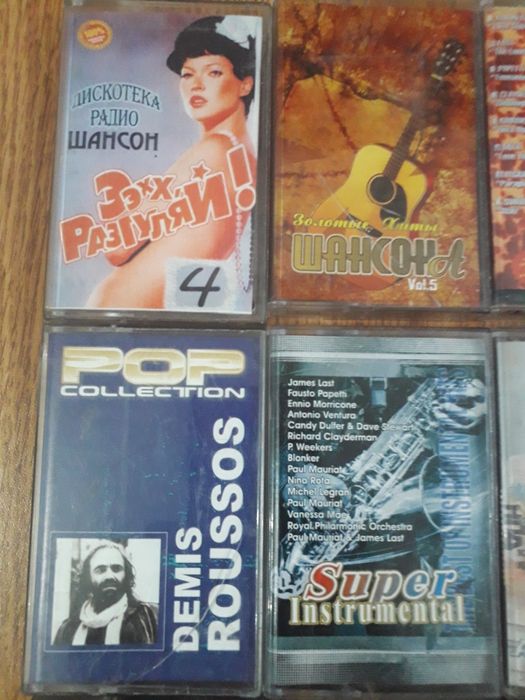 ДИСКОТЕКА
РАДИО
ШАНСОН
Ээхх,
РАЗГУЛЯЙ!
4
Золотые Хиты
ШАНСОНА
Vol.5
POP
COLLECTION
DEMIS
ROUSSOS
James Last
Fausto Papetti
Ennio Morricone
Antonio Ventura
Candy Dulfer & Dave Stewart
Richard Clayderman
P. Weekers
Blonker
Paul Mauriat
Nino Rota
Michel Legran
Paul Mauriat
Vanessa Mae
Royal.Philarmonic Orchestra
Paul Mauriat & James Last
Super
Instrumental